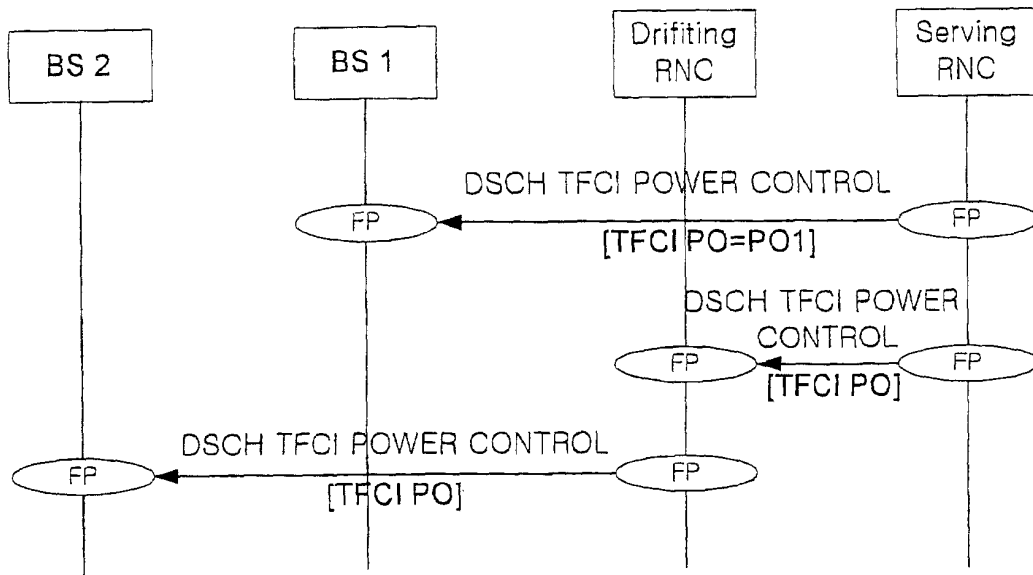 BS 2
BS 1
Drifiting
RNC
Serving
RNC
DSCH TFCI POWER CONTROL
FP
FP
[TFCI PO=PO1]
DSCH TFCI POWER
CONTROL
FP
FP
[TFCI PO]
DSCH TFCI POWER CONTROL
FP
FP
[TFCI PO]